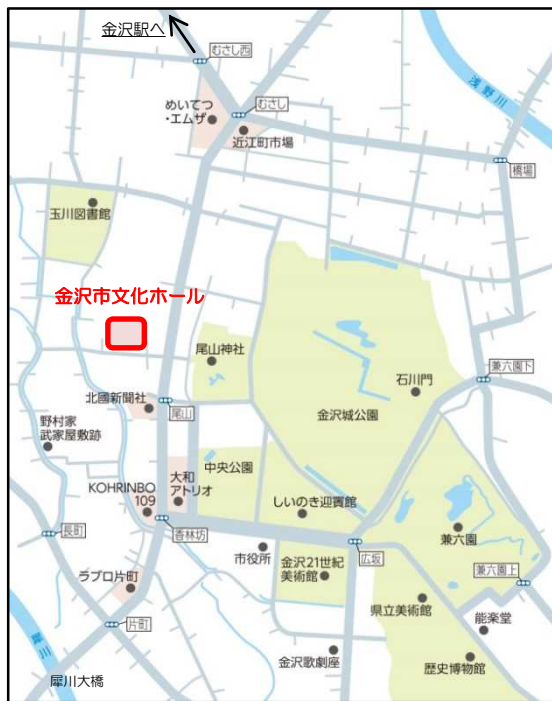 金沢駅へ
むさし西
めいてつ
・エムザ
むさし
近江町市場
浅野川
橋場
玉川図書館
金沢市文化ホール
尾山神社
石川門
兼六園下
金沢城公園
北國新聞社
尾山
野村家
武家屋敷跡
中央公園
大和
アトリオ
KOHRINBO
109
しいのき迎賓館
香林坊
長町
市役所
広坂
兼六園
金沢21世紀
美術館
兼六園上
ラブロ片町
県立美術館
能楽堂
片町
犀川
金沢歌劇座
歴史博物館
犀川大橋